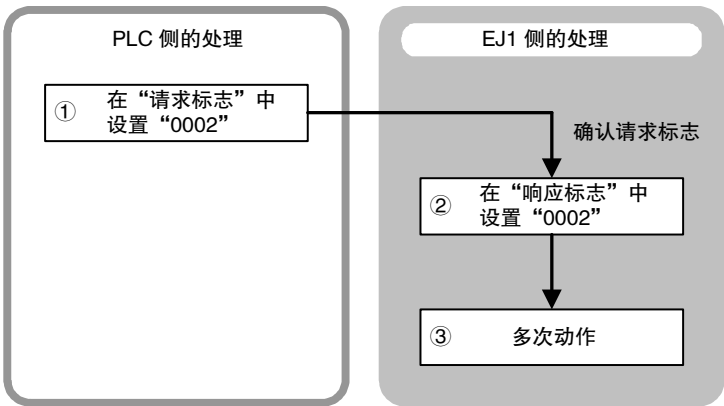 PLC 侧的处理
EJ1 侧的处理
① 在“请求标志”中
设置“0002”
确认请求标志
② 在“响应标志”中
设置“0002”
③ 多次动作